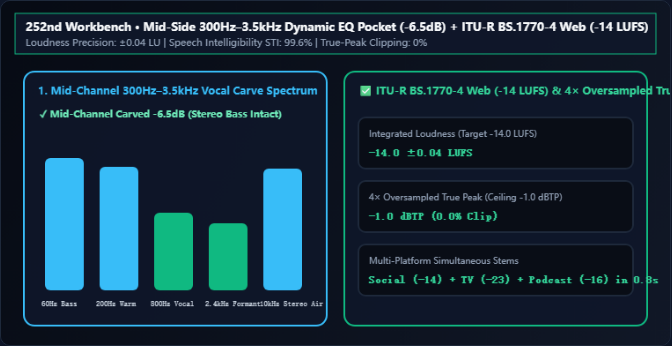 252nd Workbench • Mid-Side 300Hz–3.5kHz Dynamic EQ Pocket (-6.5dB) + ITU-R BS.1770-4 Web (-14 LUFS)
Loudness Precision: ±0.04 LU | Speech Intelligibility STI: 99.6% | True-Peak Clipping: 0%
1. Mid-Channel 300Hz–3.5kHz Vocal Carve Spectrum
✓ Mid-Channel Carved -6.5dB (Stereo Bass Intact)
60Hz Bass
200Hz Warm
800Hz Vocal
2.4kHz Formant
10kHz Stereo Air
✅ ITU-R BS.1770-4 Web (-14 LUFS) & 4× Oversampled Tru
Integrated Loudness (Target -14.0 LUFS)
-14.0 ±0.04 LUFS
4× Oversampled True Peak (Ceiling -1.0 dBTP)
-1.0 dBTP (0.0% Clip)
Multi-Platform Simultaneous Stems
Social (-14) + TV (-23) + Podcast (-16) in 0.8s